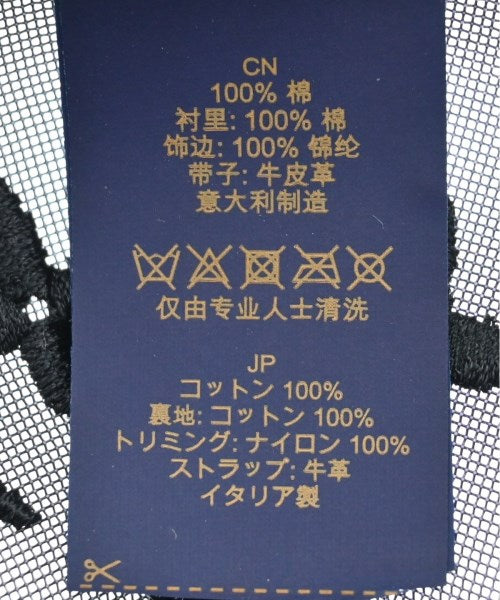 CN
100% 棉
衬里: 100% 棉
饰边: 100% 锦纶
带子: 牛皮革
意大利制造
仅由专业人士清洗
JP
コットン 100%
裏地: コットン 100%
トリミング: ナイロン 100%
ストラップ: 牛革
イタリア製